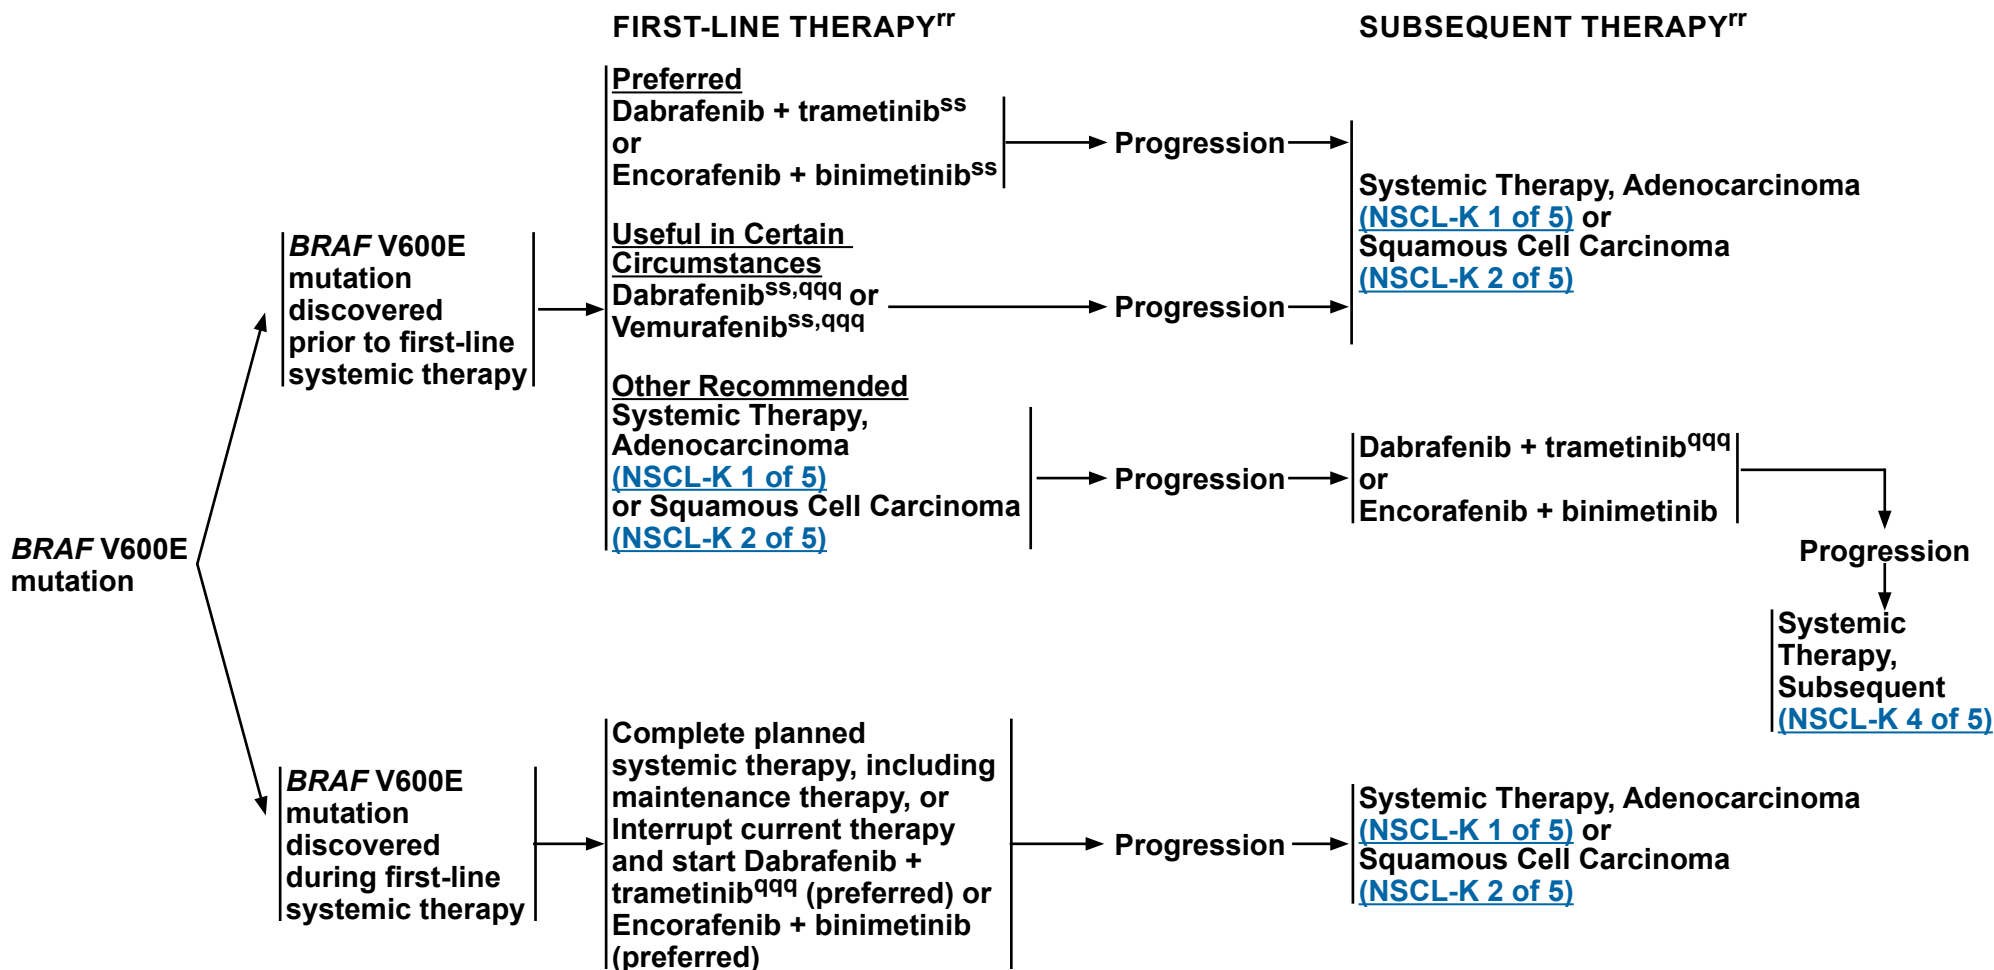 FIRST-LINE THERAPYrr
SUBSEQUENT THERAPYrr
BRAF V600E
mutation
BRAF V600E
mutation
discovered
prior to first-line
systemic therapy
Preferred
Dabrafenib + trametinibss
or
Encorafenib + binimetinibss
Progression
Useful in Certain
Circumstances
Dabrafenibss,qqq or
Vemurafenibss,qqq
Progression
Systemic Therapy, Adenocarcinoma
(NSCL-K 1 of 5) or
Squamous Cell Carcinoma
(NSCL-K 2 of 5)
Other Recommended
Systemic Therapy,
Adenocarcinoma
(NSCL-K 1 of 5)
or Squamous Cell Carcinoma
(NSCL-K 2 of 5)
Progression
Dabrafenib + trametinibqqq
or
Encorafenib + binimetinib
Progression
Systemic
Therapy,
Subsequent
(NSCL-K 4 of 5)
BRAF V600E
mutation
discovered
during first-line
systemic therapy
Complete planned
systemic therapy, including
maintenance therapy, or
Interrupt current therapy
and start Dabrafenib +
trametinibqqq (preferred) or
Encorafenib + binimetinib
(preferred)
Progression
Systemic Therapy, Adenocarcinoma
(NSCL-K 1 of 5) or
Squamous Cell Carcinoma
(NSCL-K 2 of 5)